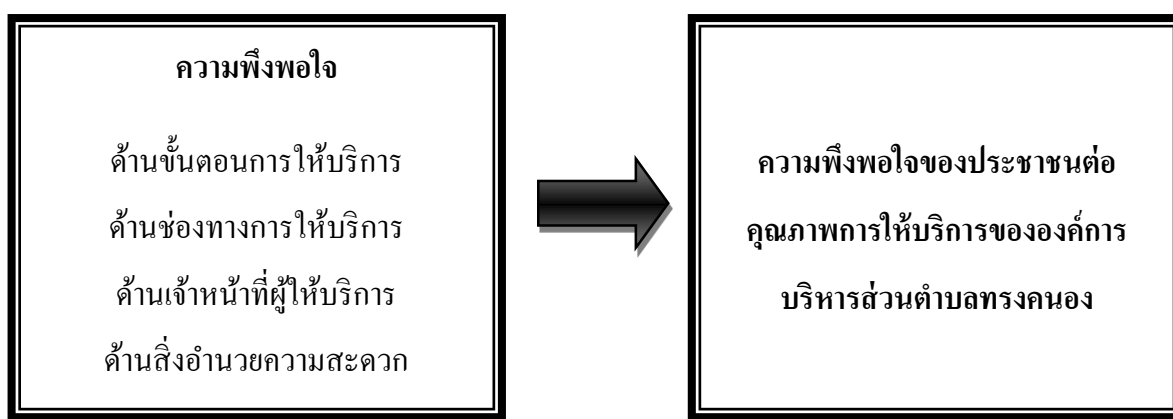 ความพึงพอใจ
ด้านขั้นตอนการให้บริการ
ด้านช่องทางการให้บริการ
ด้านเจ้าหน้าที่ผู้ให้บริการ
ด้านสิ่งอำนวยความสะดวก
ความพึงพอใจของประชาชนต่อ
คุณภาพการให้บริการขององค์การ
บริหารส่วนตำบลทรงคนอง